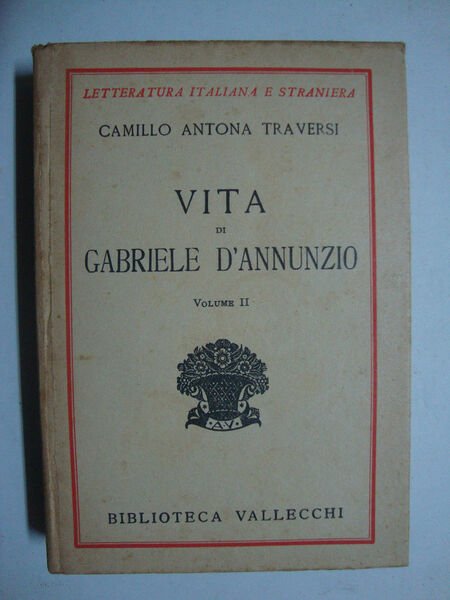 LETTERATURA ITALIANA E STRANIERA
CAMILLO ANTONA TRAVERSI
VITA
DI
GABRIELE D'ANNUNZIO
VOLUME II
A V
BIBLIOTECA VALLECCHI